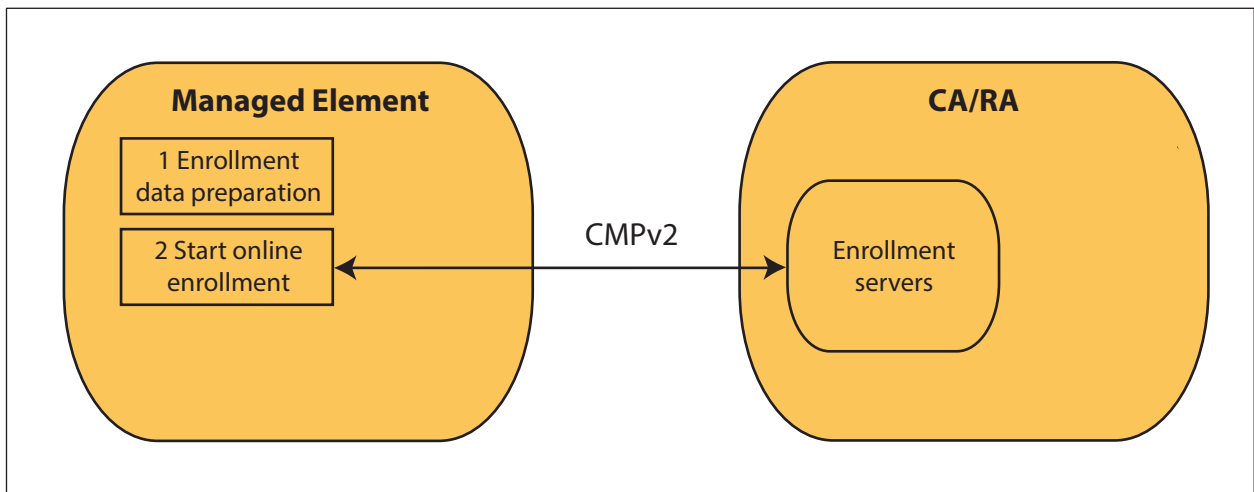 Managed Element
1 Enrollment
data preparation
2 Start online
enrollment
CMPv2
CA/RA
Enrollment
servers